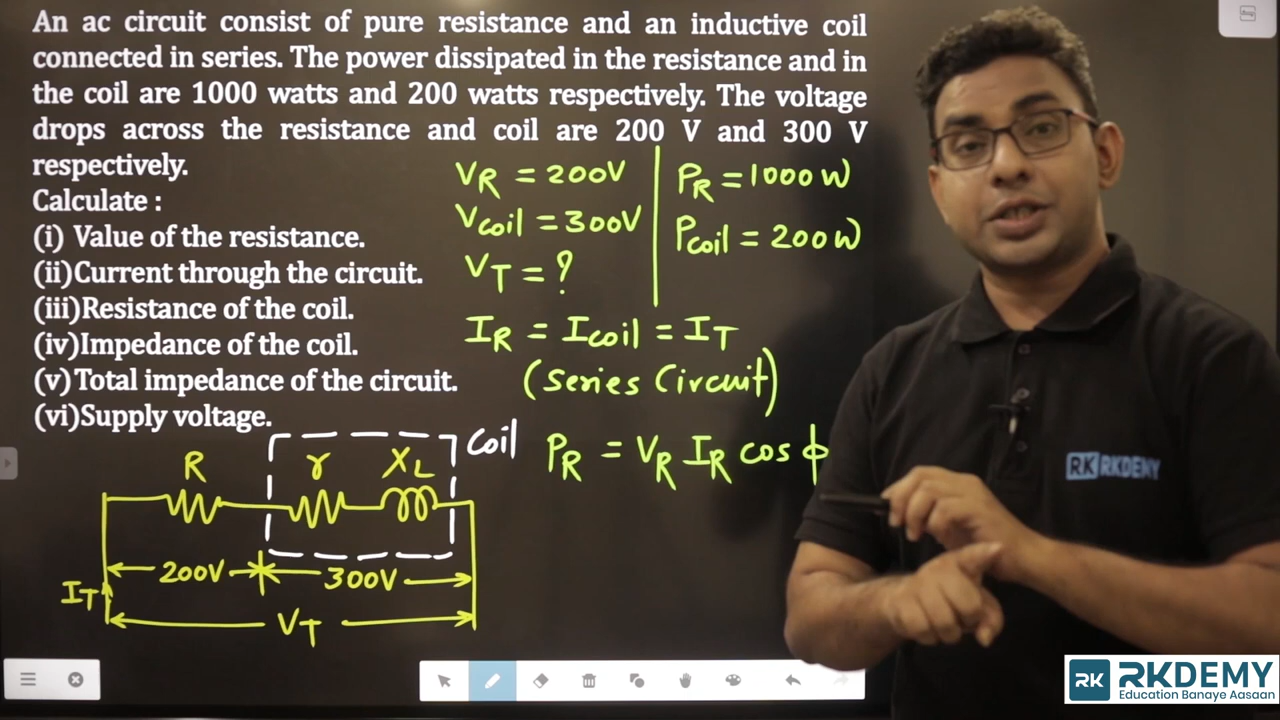 An ac circuit consist of pure resistance and an inductive coil
connected in series. The power dissipated in the resistance and in
the coil are 1000 watts and 200 watts respectively. The voltage
drops across the resistance and coil are 200 V and 300 V
respectively.
Calculate :
(i) Value of the resistance.
(ii)Current through the circuit.
(iii)Resistance of the coil.
(iv)Impedance of the coil.
(v)Total impedance of the circuit.
(vi)Supply voltage.
VR = 200V
Vcoil = 300V
VT = ?
PR = 1000 W
Pcoil = 200W
IR = Icoil = IT
(Series Circuit)
PR = VR IR cos ϕ
Coil
R r XL
200V 300V
IT
VT
RK RKDEMY
RK RKDEMY
Education Banaye Aasaan